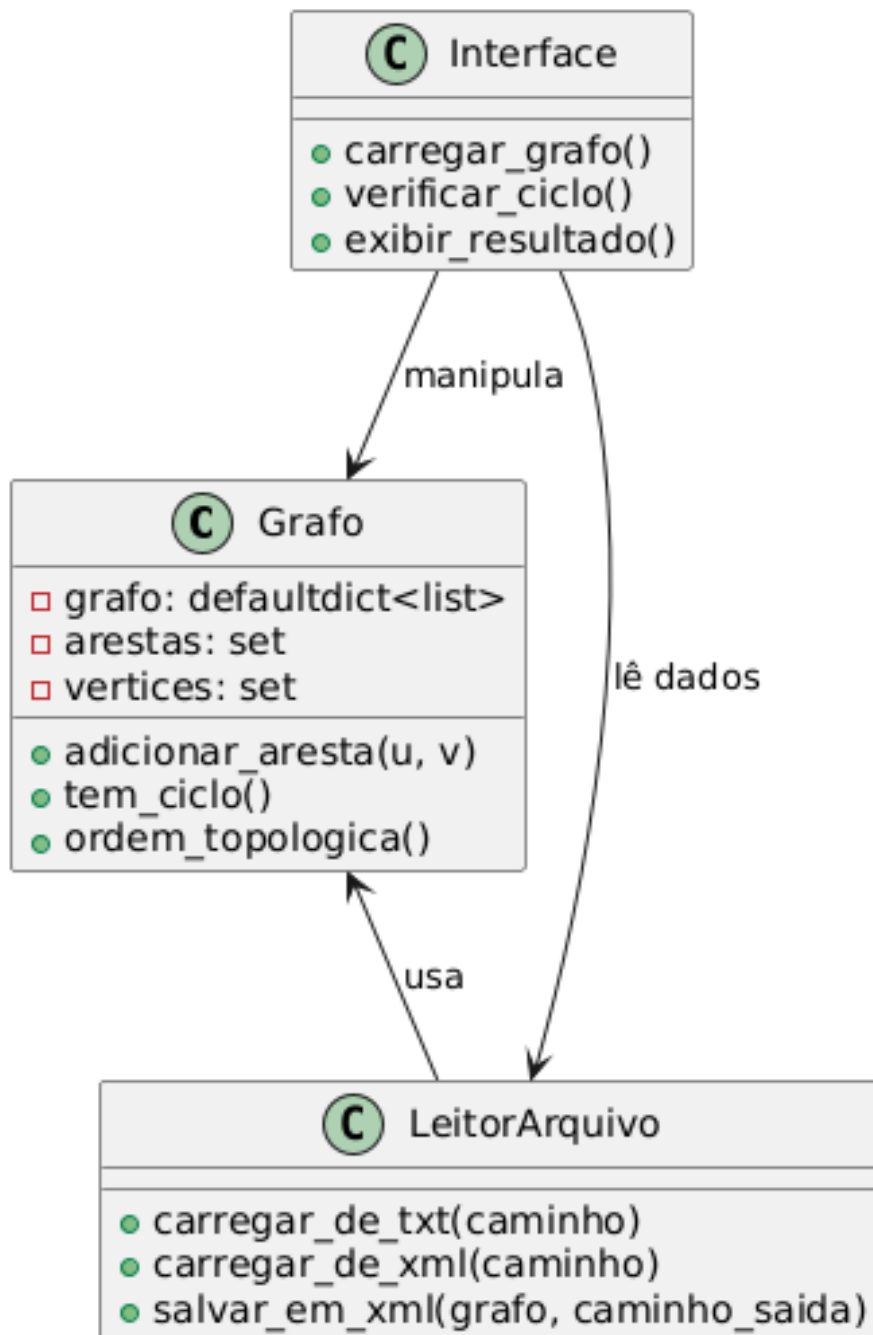 C Interface
carregar_grafo()
verificar_ciclo()
exibir_resultado()
manipula
C Grafo
grafo: defaultdict<list>
arestas: set
vertices: set
adicionar_aresta(u, v)
tem_ciclo()
ordem_topologica()
lê dados
usa
C LeitorArquivo
carregar_de_txt(caminho)
carregar_de_xml(caminho)
salvar_em_xml(grafo, caminho_saida)